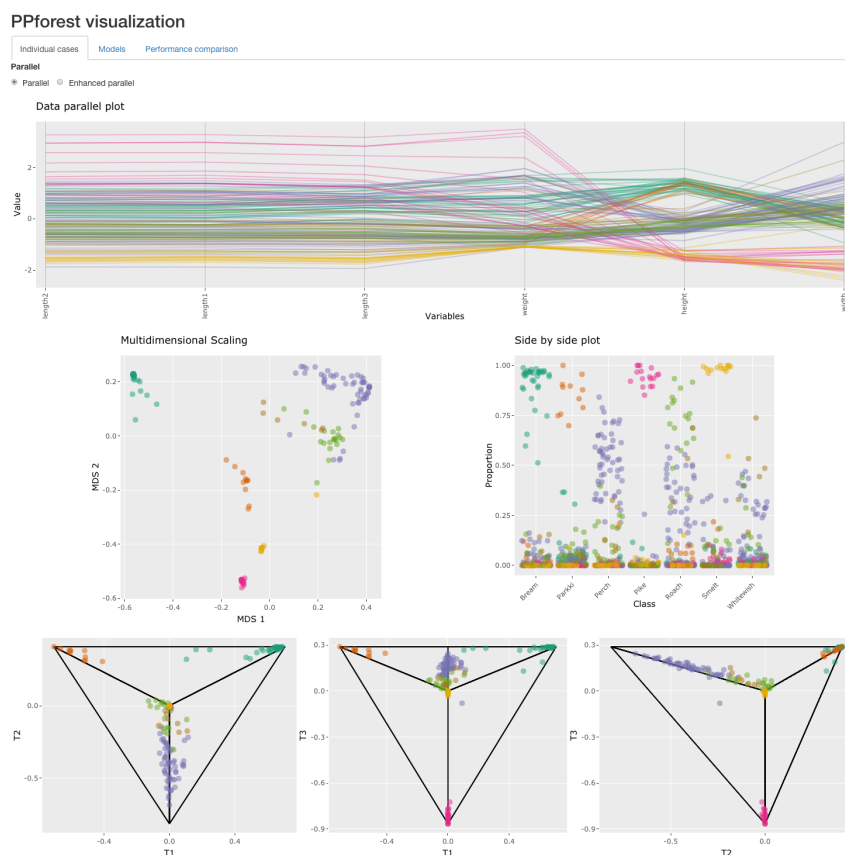 PPforest visualization
Individual cases Models Performance comparison
Parallel
Parallel Enhanced parallel
Data parallel plot
Value
2
0
-2
length2 length1 length3 weight height width
Variables
Multidimensional Scaling
MDS 2
0.2
0.0
-0.2
-0.4
-0.6
-0.6 -0.4 -0.2 0.0 0.2 0.4
MDS 1
Side by side plot
Proportion
1.00
0.75
0.50
0.25
0.00
Bream Parkki Perch Pike Roach Smelt Whitewish
Class
T2
0.0
-0.5
-0.4 0.0 0.4
T1
T3
0.3
0.0
-0.3
-0.6
-0.9
-0.4 0.0 0.4
T1
T3
0.3
0.0
-0.3
-0.6
-0.9
-0.5 0.0
T2